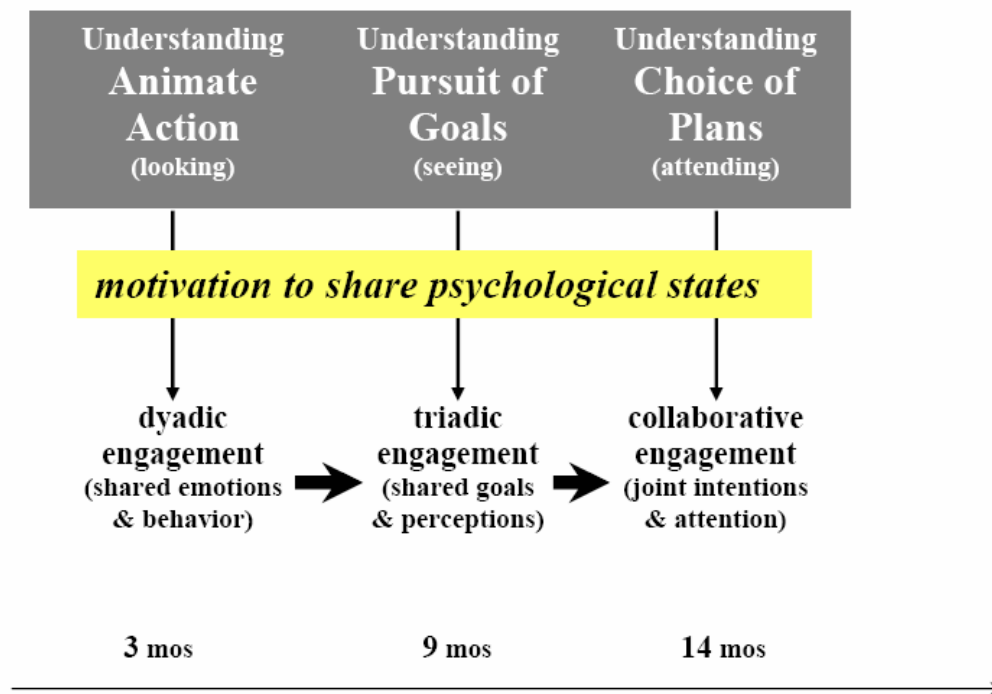 Understanding
Animate
Action
(looking)
Understanding
Pursuit of
Goals
(seeing)
Understanding
Choice of
Plans
(attending)
motivation to share psychological states
dyadic
engagement
(shared emotions
& behavior)
triadic
engagement
(shared goals
& perceptions)
collaborative
engagement
(joint intentions
& attention)
3 mos
9 mos
14 mos